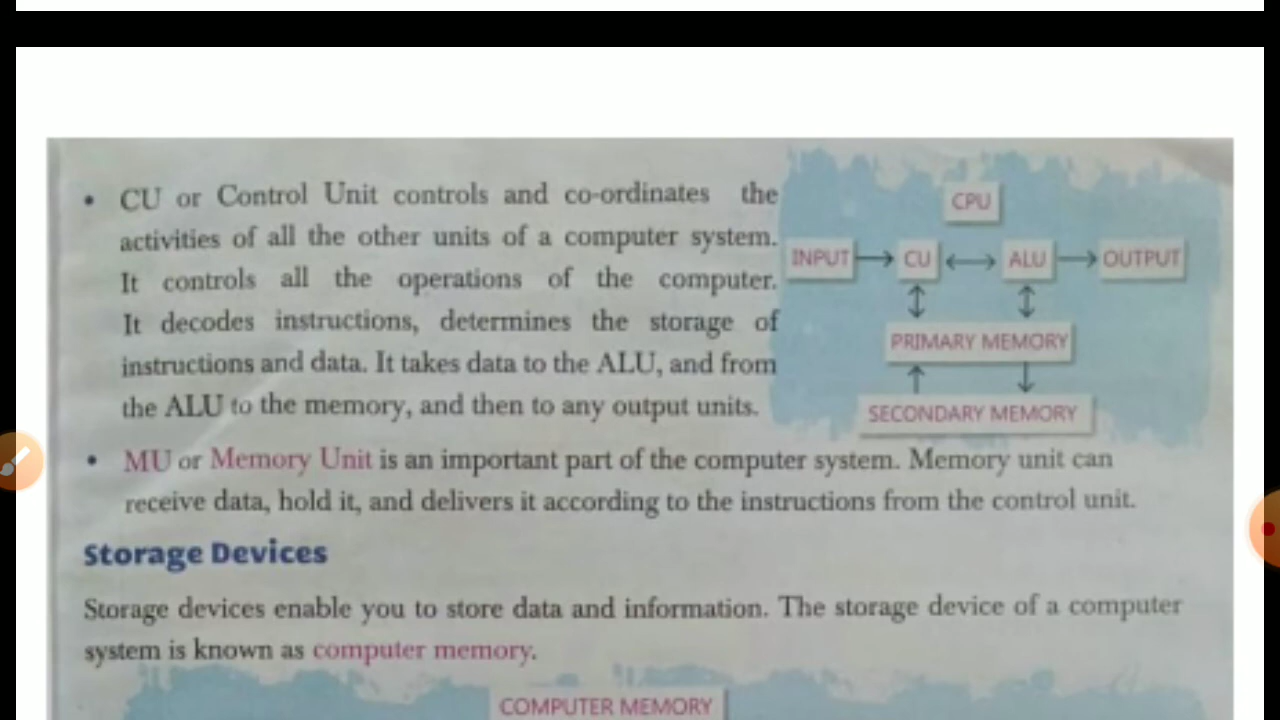 • CU or Control Unit controls and co-ordinates the
activities of all the other units of a computer system.
It controls all the operations of the computer.
It decodes instructions, determines the storage of
instructions and data. It takes data to the ALU, and from
the ALU to the memory, and then to any output units.
CPU
INPUT CU ALU OUTPUT
PRIMARY MEMORY
SECONDARY MEMORY
• MU or Memory Unit is an important part of the computer system. Memory unit can
receive data, hold it, and delivers it according to the instructions from the control unit.
Storage Devices
Storage devices enable you to store data and information. The storage device of a computer
system is known as computer memory.
COMPUTER MEMORY